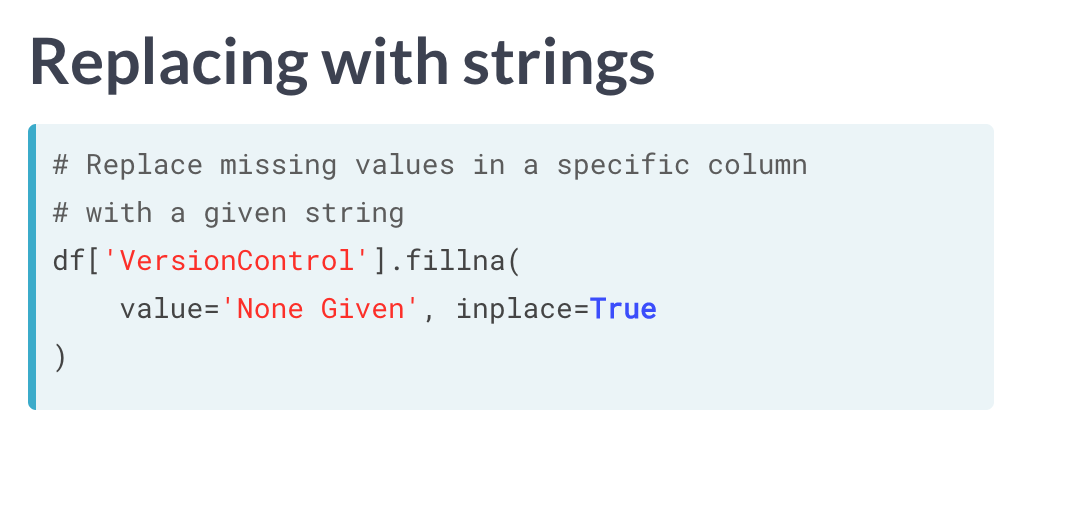 Replacing with strings
# Replace missing values in a specific column
# with a given string
df['VersionControl'].fillna(
    value='None Given', inplace=True
)